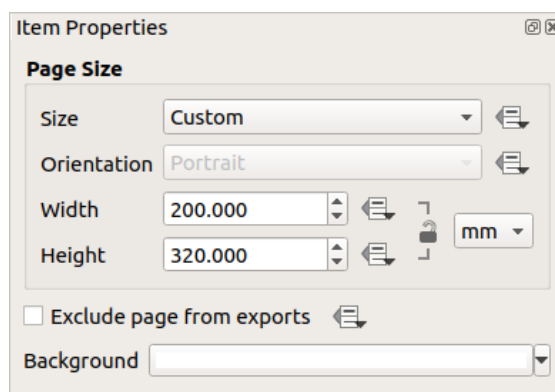 Item Properties
Page Size
Size Custom
Orientation Portrait
Width 200.000
mm
Height 320.000
Exclude page from exports
Background